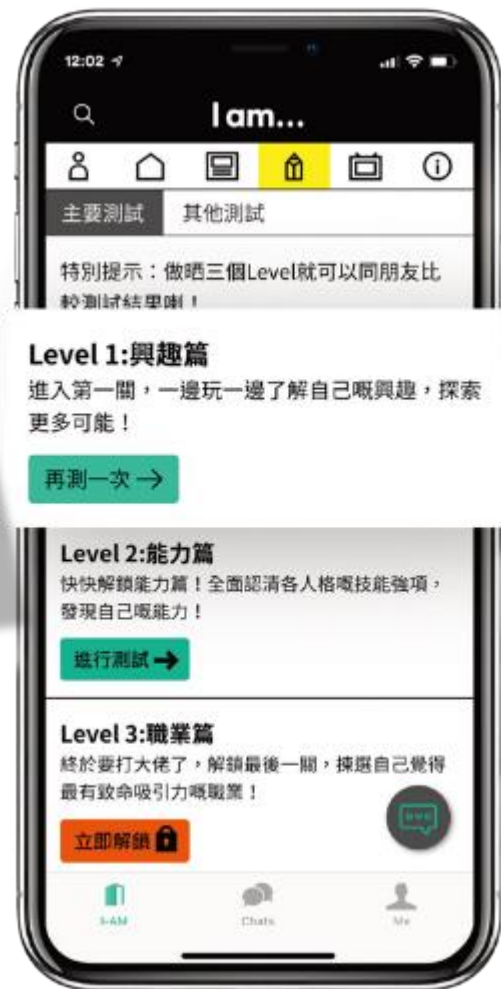 12:02
I am...
主要測試 其他測試
特別提示：做晒三個Level就可以同朋友比
較測試結果喇！
Level 1:興趣篇
進入第一關，一邊玩一邊了解自己嘅興趣，探索
更多可能！
再測一次 →
Level 2:能力篇
快快解鎖能力篇！全面認清各人格嘅技能強項，
發現自己嘅能力！
進行測試 →
Level 3:職業篇
終於要打大佬了，解鎖最後一關，揀選自己覺得
最有致命吸引力嘅職業！
立即解鎖
I-AM Chats Me